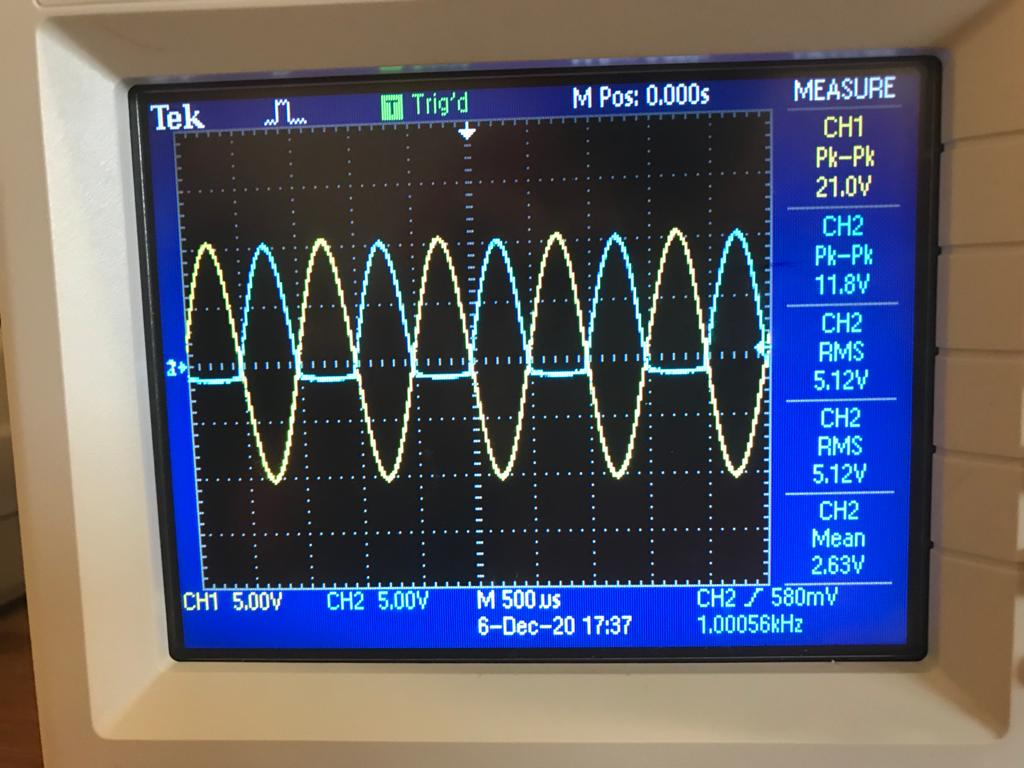 Tek
T Trig'd
M Pos: 0.000s
MEASURE
CH1
Pk-Pk
21.0V
CH2
Pk-Pk
11.8V
CH2
RMS
5.12V
CH2
RMS
5.12V
CH2
Mean
2.63V
CH1 5.00V
CH2 5.00V
M 500µs
CH2 580mV
6-Dec-20 17:37
1.00056kHz